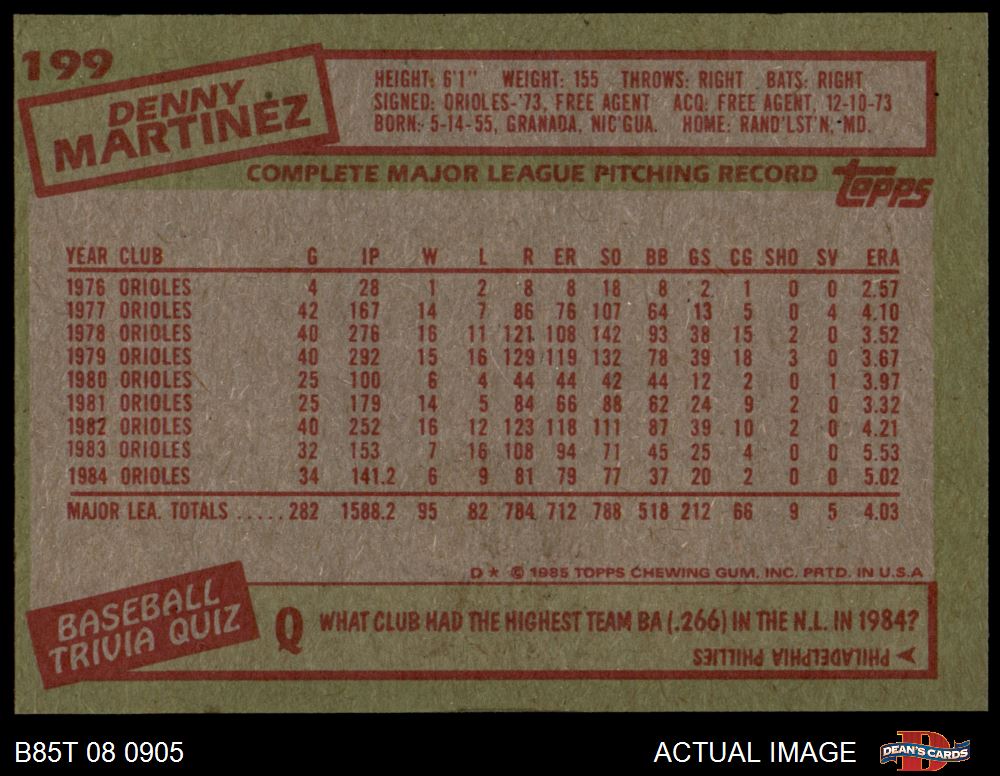 199
DENNY
MARTINEZ
HEIGHT: 6'1" WEIGHT: 155 THROWS: RIGHT BATS: RIGHT
SIGNED: ORIOLES-'73, FREE AGENT ACQ: FREE AGENT, 12-10-73
BORN: 5-14-55, GRANADA, NIC'GUA. HOME: RAND'LST'N, MD.
COMPLETE MAJOR LEAGUE PITCHING RECORD
topps
YEAR CLUB G IP W L R ER SO BB GS CG SHO SV ERA
1976 ORIOLES 4 28 1 2 8 8 18 8 2 1 0 0 2.57
1977 ORIOLES 42 167 14 7 86 76 107 64 13 5 0 4 4.10
1978 ORIOLES 40 276 16 11 121 108 142 93 38 15 2 0 3.52
1979 ORIOLES 40 292 15 16 129 119 132 78 39 18 3 0 3.67
1980 ORIOLES 25 100 6 4 44 44 42 44 12 2 0 1 3.97
1981 ORIOLES 25 179 14 5 84 66 88 62 24 9 2 0 3.32
1982 ORIOLES 40 252 16 12 123 118 111 87 39 10 2 0 4.21
1983 ORIOLES 32 153 7 16 108 94 71 45 25 4 0 0 5.53
1984 ORIOLES 34 141.2 6 9 81 79 77 37 20 2 0 0 5.02
MAJOR LEA. TOTALS ..... 282 1588.2 95 82 784 712 788 518 212 66 9 5 4.03
D * © 1985 TOPPS CHEWING GUM, INC. PRTD. IN U.S.A
BASEBALL
TRIVIA QUIZ
Q WHAT CLUB HAD THE HIGHEST TEAM BA (.266) IN THE N.L. IN 1984?
PHILADELPHIA PHILLIES
B85T 08 0905
ACTUAL IMAGE
DEAN'S CARDS